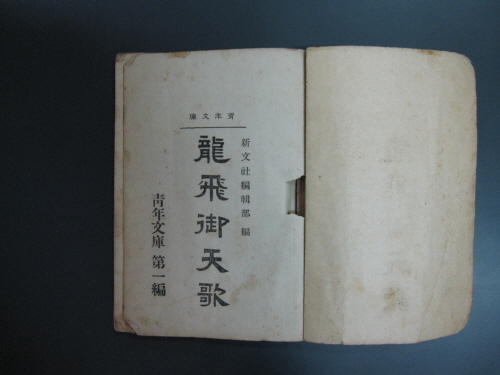 青年文庫
新文社編輯部 編
龍飛御天歌
青年文庫 第一編